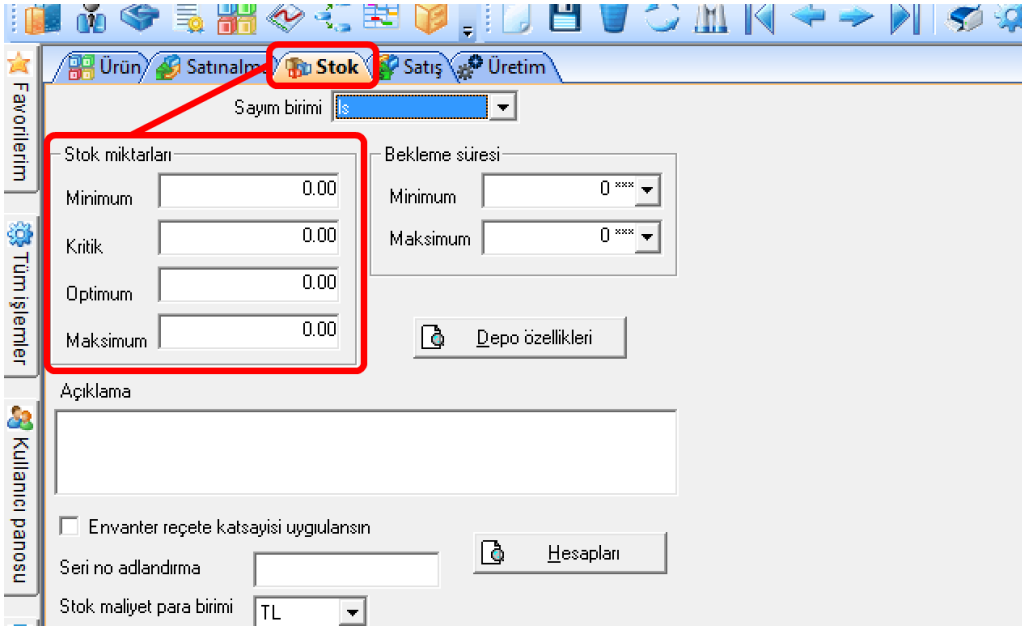 Ürün Satınalma Stok Satış Üretim
Sayım birimi ls
Stok miktarları
Minimum 0.00
Kritik 0.00
Optimum 0.00
Maksimum 0.00
Bekleme süresi
Minimum 0 ***
Maksimum 0 ***
Depo özellikleri
Açıklama
Envanter reçete katsayisi uygıulansın
Hesapları
Seri no adlandırma
Stok maliyet para birimi TL
Favorilerim
Tüm işlemler
Kullanıcı panosu